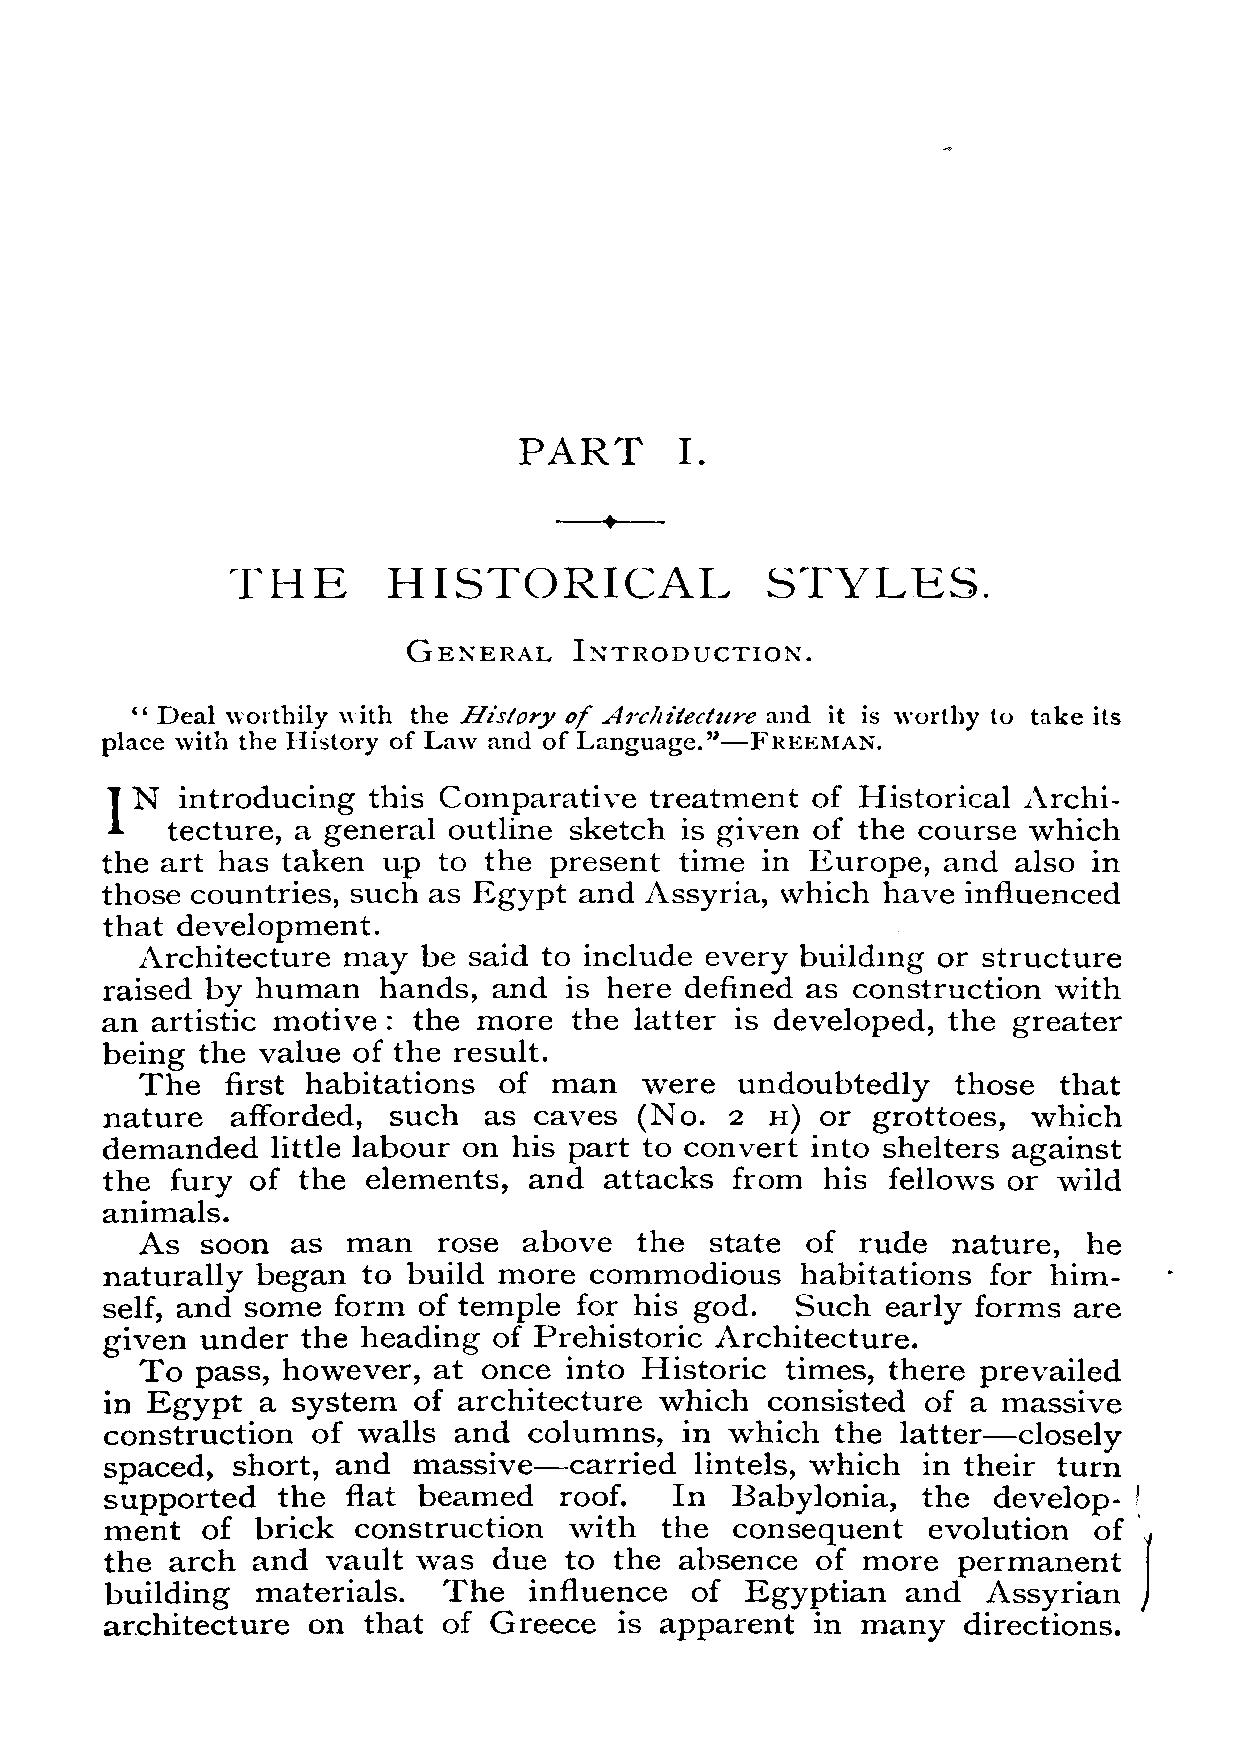 PART I.
THE HISTORICAL STYLES.
GENERAL INTRODUCTION.
“Deal worthily with the History of Architecture and it is worthy to take its
place with the History of Law and of Language.”—FREEMAN.
IN introducing this Comparative treatment of Historical Archi-
tecture, a general outline sketch is given of the course which
the art has taken up to the present time in Europe, and also in
those countries, such as Egypt and Assyria, which have influenced
that development.
Architecture may be said to include every building or structure
raised by human hands, and is here defined as construction with
an artistic motive: the more the latter is developed, the greater
being the value of the result.
The first habitations of man were undoubtedly those that
nature afforded, such as caves (No. 2 H) or grottoes, which
demanded little labour on his part to convert into shelters against
the fury of the elements, and attacks from his fellows or wild
animals.
As soon as man rose above the state of rude nature, he
naturally began to build more commodious habitations for him-
self, and some form of temple for his god. Such early forms are
given under the heading of Prehistoric Architecture.
To pass, however, at once into Historic times, there prevailed
in Egypt a system of architecture which consisted of a massive
construction of walls and columns, in which the latter—closely
spaced, short, and massive—carried lintels, which in their turn
supported the flat beamed roof. In Babylonia, the develop-
ment of brick construction with the consequent evolution of
the arch and vault was due to the absence of more permanent
building materials. The influence of Egyptian and Assyrian
architecture on that of Greece is apparent in many directions.